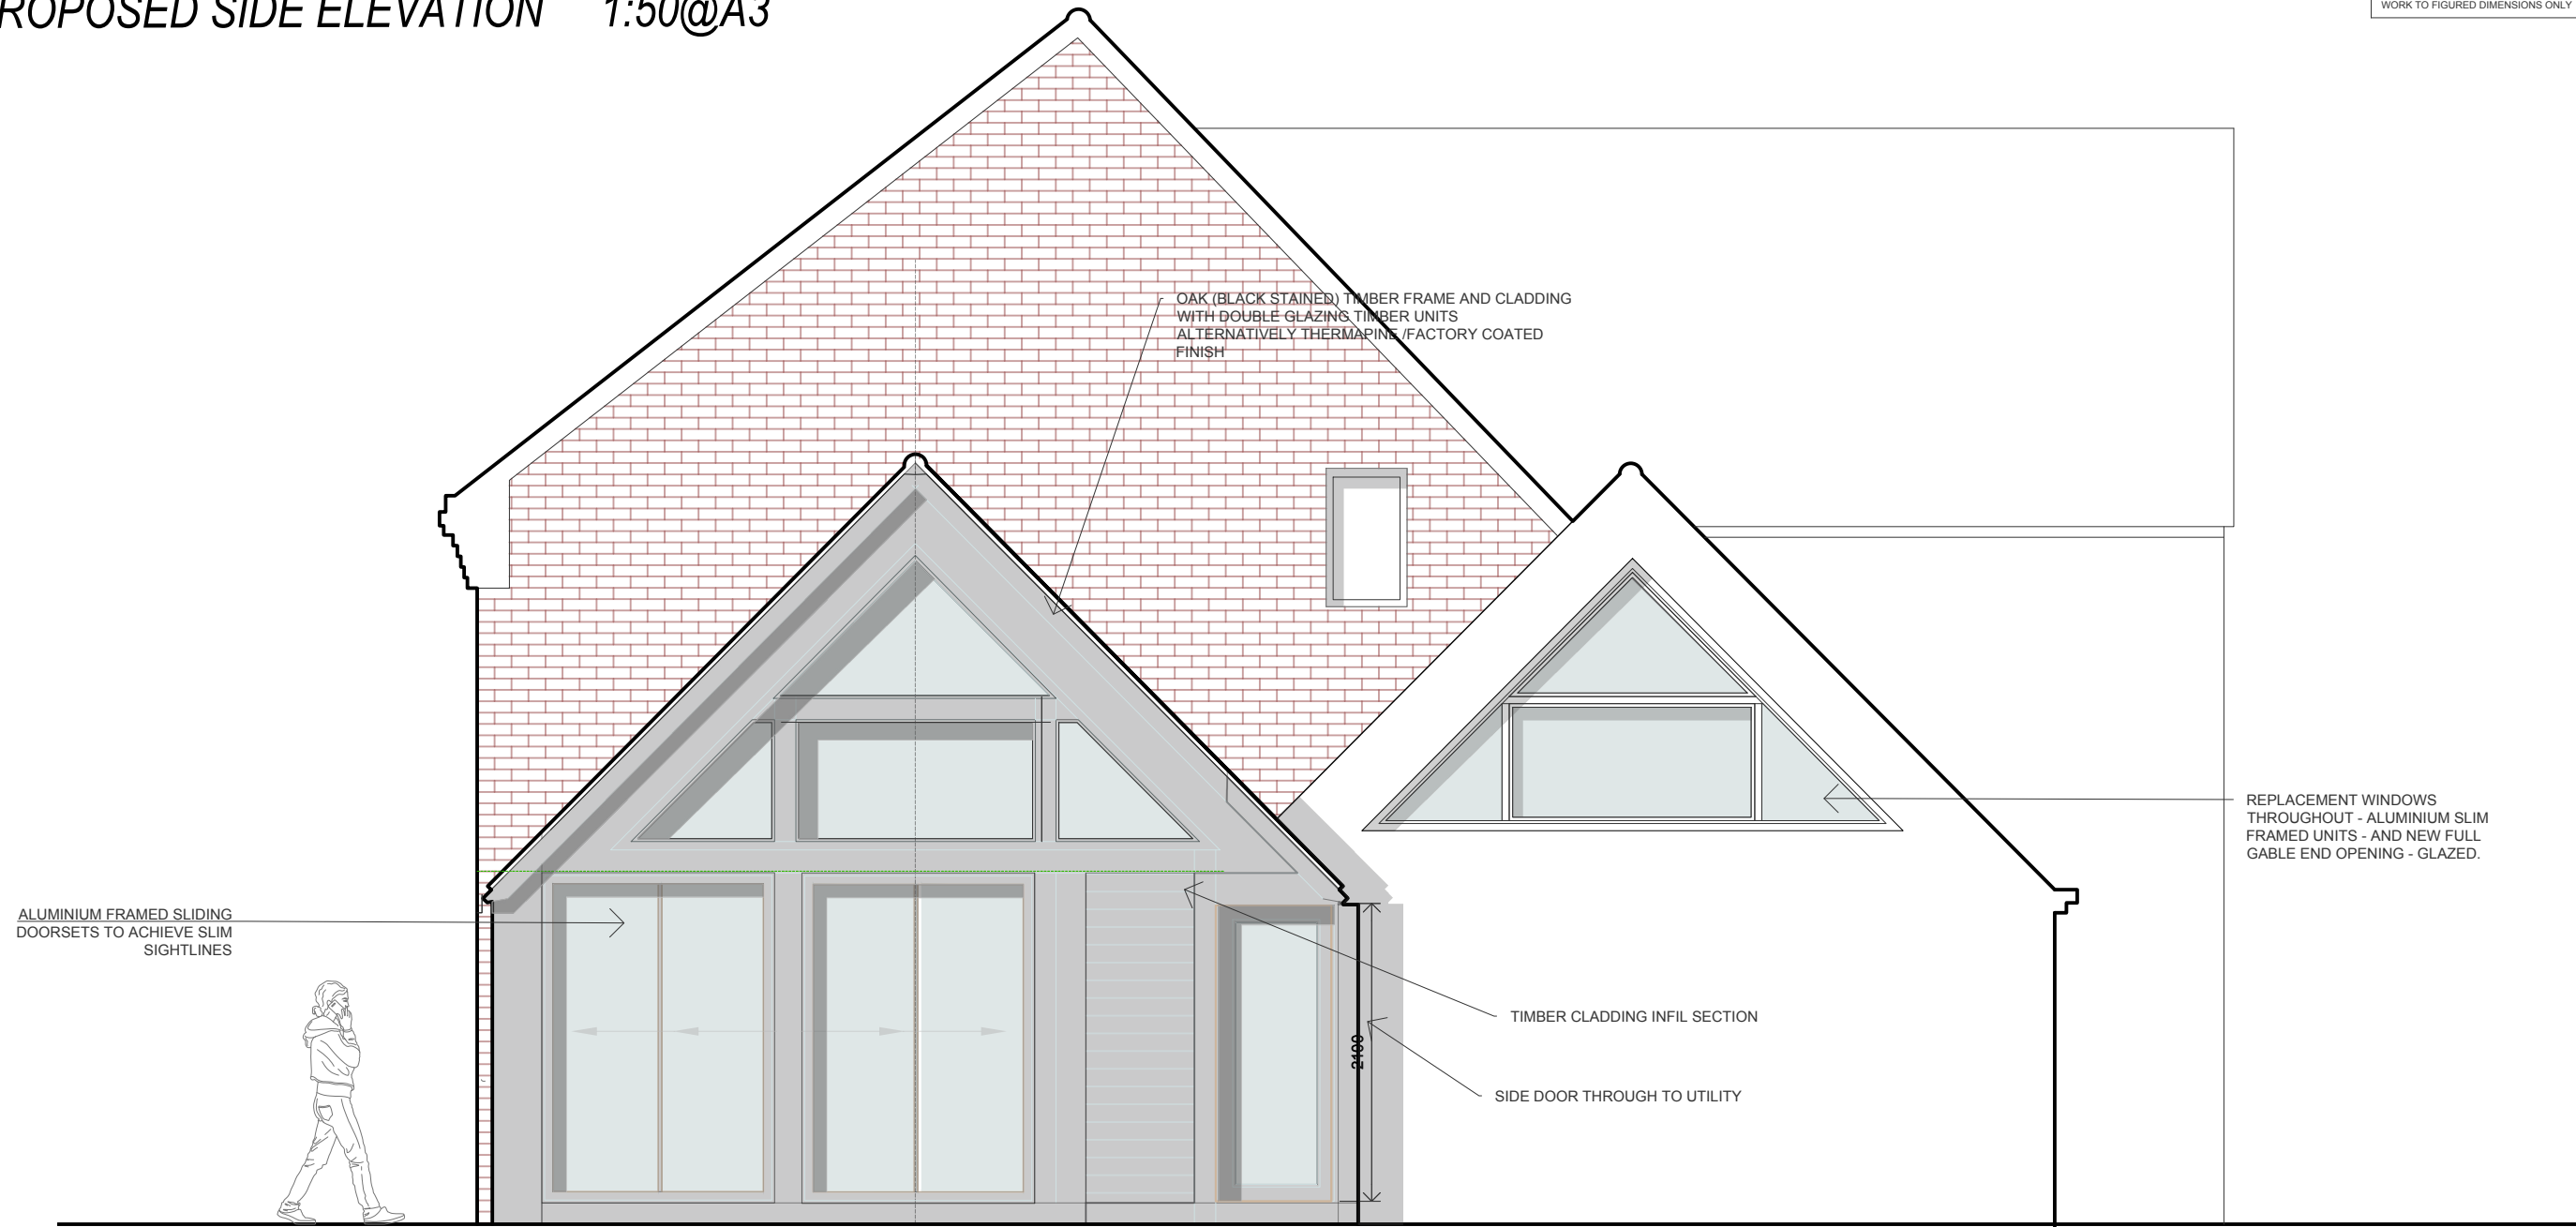 ROPOSED SIDE ELEVATION 1:50@A3
WORK TO FIGURED DIMENSIONS ONLY
OAK (BLACK STAINED) TIMBER FRAME AND CLADDING
WITH DOUBLE GLAZING TIMBER UNITS
ALTERNATIVELY THERMAPINE /FACTORY COATED
FINISH
REPLACEMENT WINDOWS
THROUGHOUT - ALUMINIUM SLIM
FRAMED UNITS - AND NEW FULL
GABLE END OPENING - GLAZED.
ALUMINIUM FRAMED SLIDING
DOORSETS TO ACHIEVE SLIM
SIGHTLINES
TIMBER CLADDING INFIL SECTION
2100
SIDE DOOR THROUGH TO UTILITY